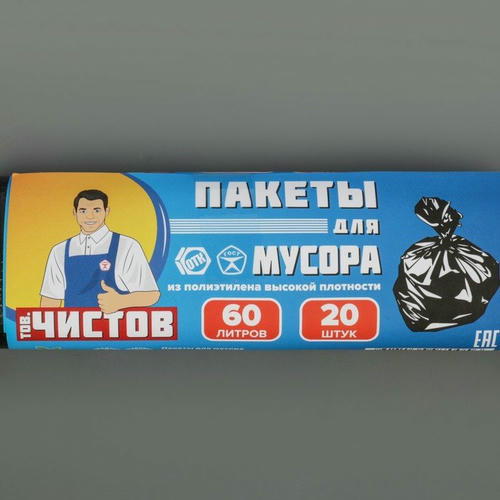 ПАКЕТЫ
ДЛЯ
ОТК ГОСТ МУСОРА
ИЗ ПОЛИЭТИЛЕНА ВЫСОКОЙ ПЛОТНОСТИ
ТОВ. ЧИСТОВ
60 ЛИТРОВ
20 ШТУК
EAC